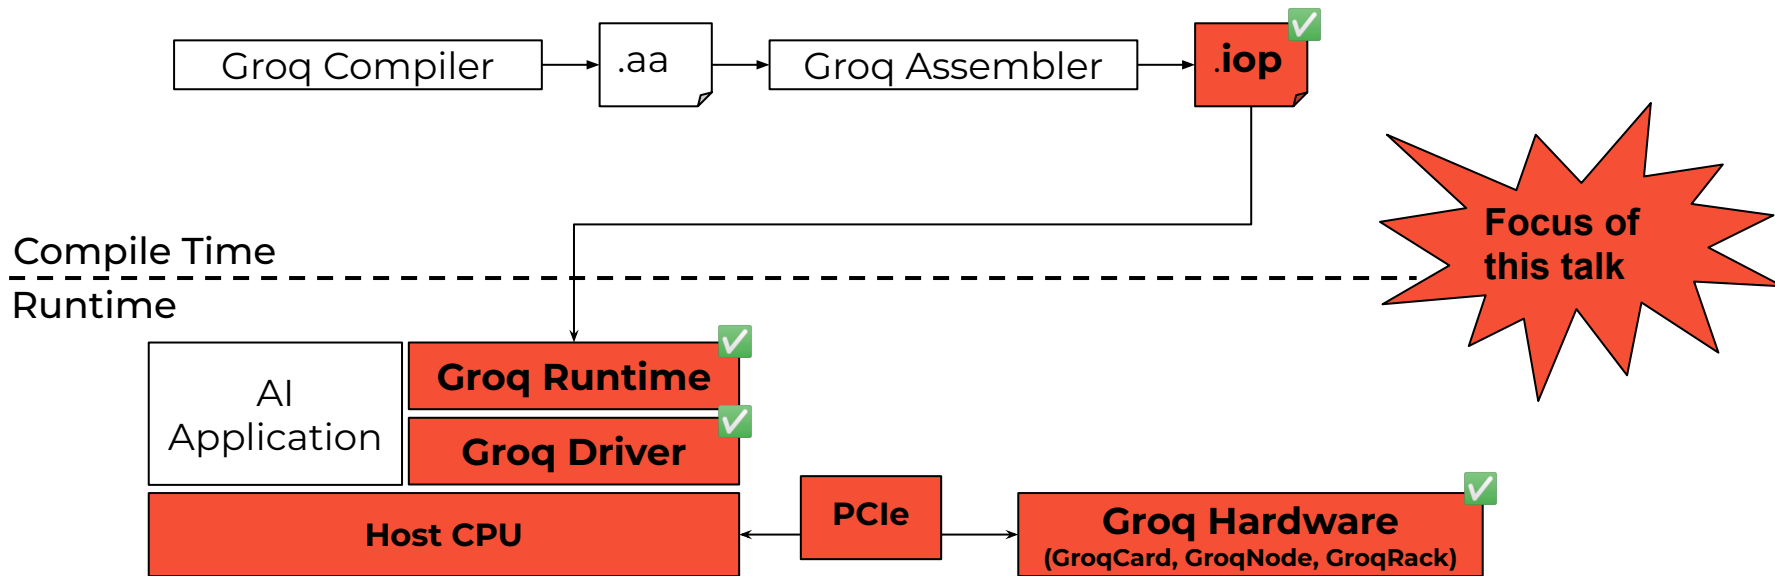 Groq Compiler
.aa
Groq Assembler
.iop
Focus of
this talk
Compile Time
Runtime
AI
Application
Groq Runtime
Groq Driver
Host CPU
PCIe
Groq Hardware
(GroqCard, GroqNode, GroqRack)